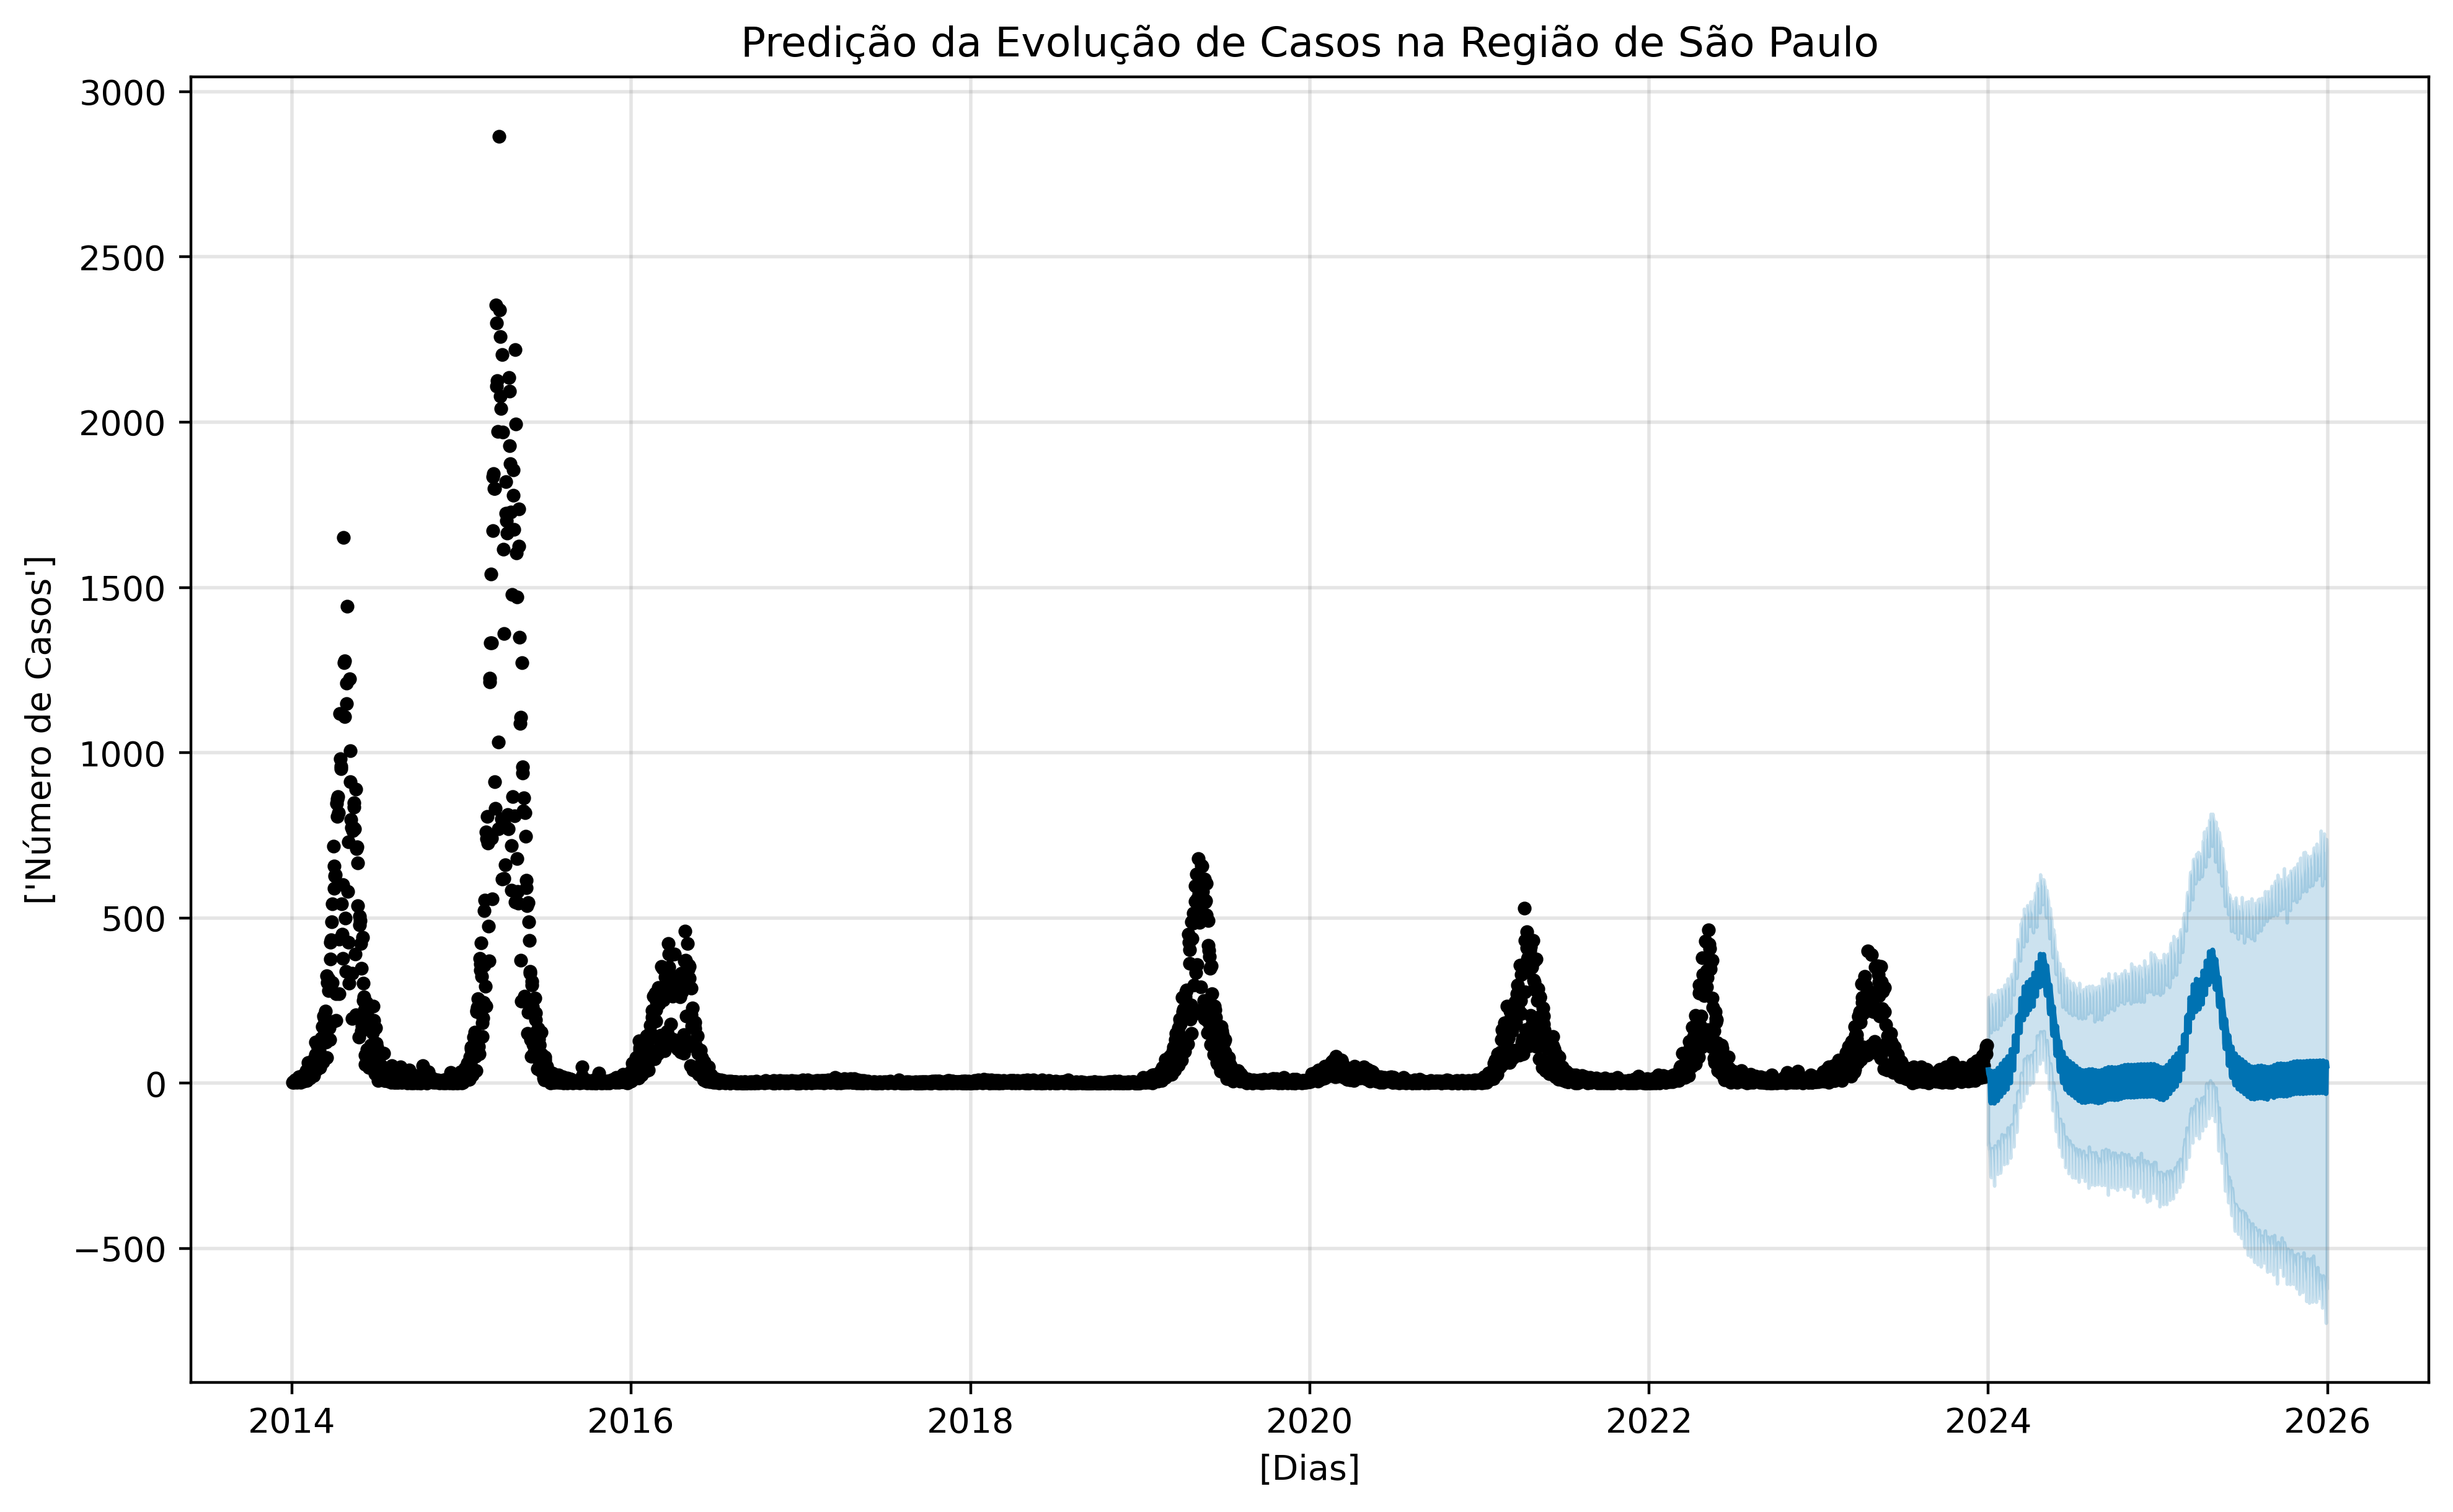 Predição da Evolução de Casos na Região de São Paulo
3000
2500
2000
1500
1000
500
0
−500
['Número de Casos']
2014 2016 2018 2020 2022 2024 2026
[Dias]